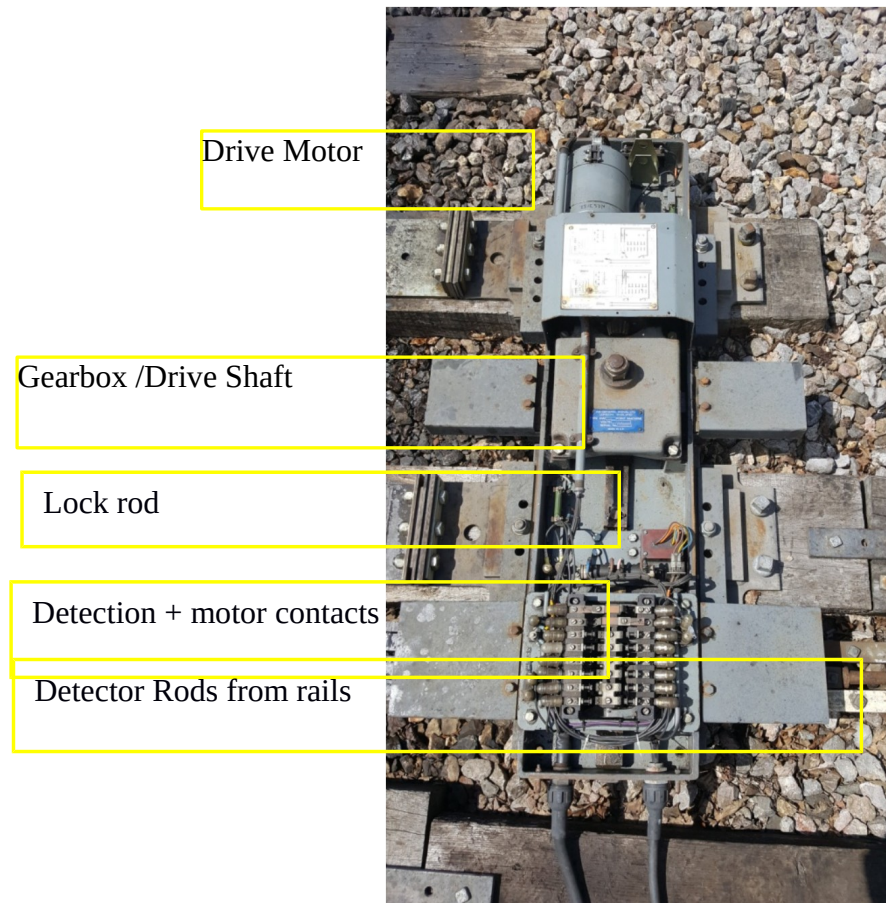 Drive Motor
Gearbox /Drive Shaft
Lock rod
Detection + motor contacts
Detector Rods from rails